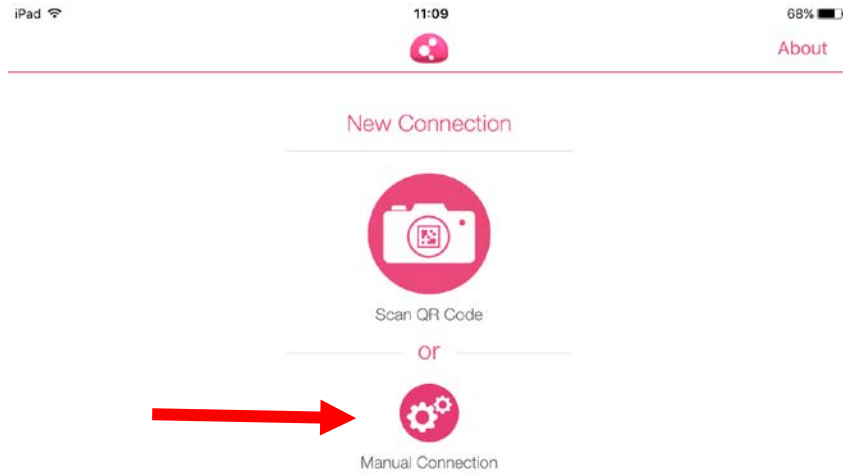 iPad 11:09 68%
About
New Connection
Scan QR Code
or
Manual Connection